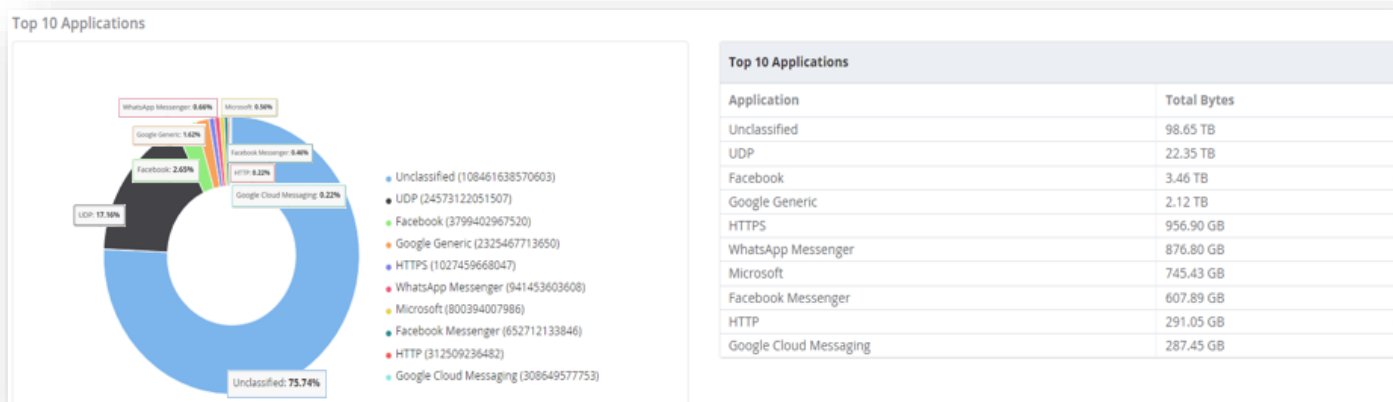 Top 10 Applications
WhatsApp Messenger: 0.66%
Microsoft: 0.56%
Google Generic: 1.62%
Facebook Messenger: 0.46%
Facebook: 2.65%
HTTP: 0.22%
Google Cloud Messaging: 0.22%
UDP: 17.16%
Unclassified: 75.74%
Unclassified (108461638570603)
UDP (24573122051507)
Facebook (3799402967520)
Google Generic (2325467713650)
HTTPS (1027459668047)
WhatsApp Messenger (941453603608)
Microsoft (800394007986)
Facebook Messenger (652712133846)
HTTP (312509236482)
Google Cloud Messaging (308649577753)
Top 10 Applications
Application Total Bytes
Unclassified 98.65 TB
UDP 22.35 TB
Facebook 3.46 TB
Google Generic 2.12 TB
HTTPS 956.90 GB
WhatsApp Messenger 876.80 GB
Microsoft 745.43 GB
Facebook Messenger 607.89 GB
HTTP 291.05 GB
Google Cloud Messaging 287.45 GB